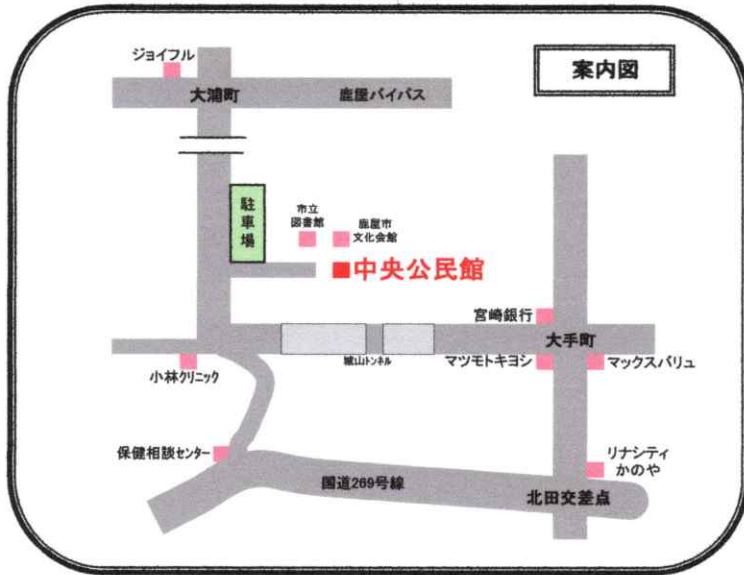 ジョイフル
案内図
大浦町
鹿屋バイパス
駐車場
市立
図書館
鹿屋市
文化会館
中央公民館
宮崎銀行
大手町
城山トンネル
マツモトキヨシ
マックスバリュ
小林クリニック
保健相談センター
リナシティ
かのや
国道269号線
北田交差点